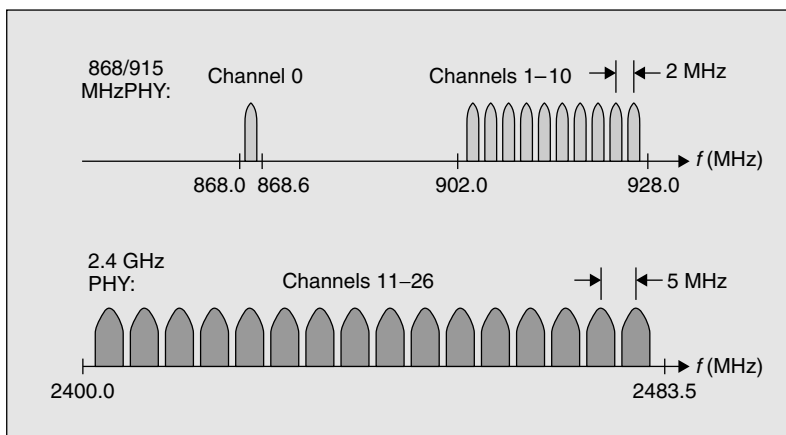 868/915
MHzPHY:
Channel 0
Channels 1–10
2 MHz
f (MHz)
868.0
868.6
902.0
928.0
2.4 GHz
PHY:
Channels 11–26
5 MHz
f (MHz)
2400.0
2483.5